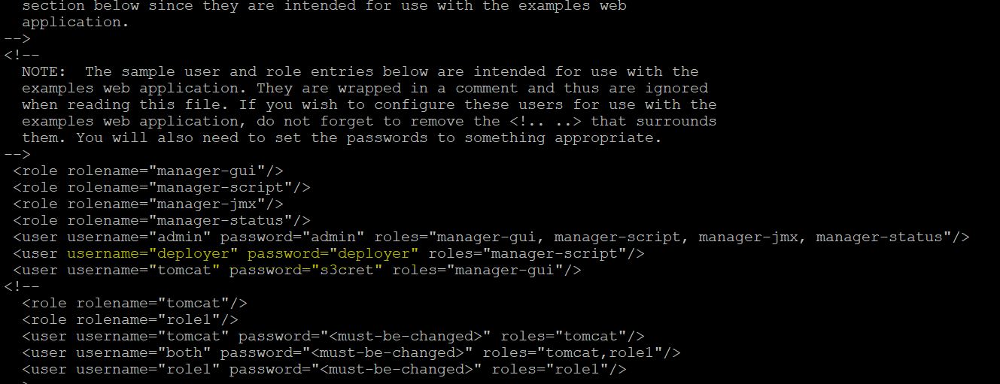 section below since they are intended for use with the examples web
application.
-->
<!--
NOTE:  The sample user and role entries below are intended for use with the
examples web application. They are wrapped in a comment and thus are ignored
when reading this file. If you wish to configure these users for use with the
examples web application, do not forget to remove the <!.. ..> that surrounds
them. You will also need to set the passwords to something appropriate.
-->
<role rolename="manager-gui"/>
<role rolename="manager-script"/>
<role rolename="manager-jmx"/>
<role rolename="manager-status"/>
<user username="admin" password="admin" roles="manager-gui, manager-script, manager-jmx, manager-status"/>
<user username="deployer" password="deployer" roles="manager-script"/>
<user username="tomcat" password="s3cret" roles="manager-gui"/>
<!--
<role rolename="tomcat"/>
<role rolename="role1"/>
<user username="tomcat" password="<must-be-changed>" roles="tomcat"/>
<user username="both" password="<must-be-changed>" roles="tomcat,role1"/>
<user username="role1" password="<must-be-changed>" roles="role1"/>